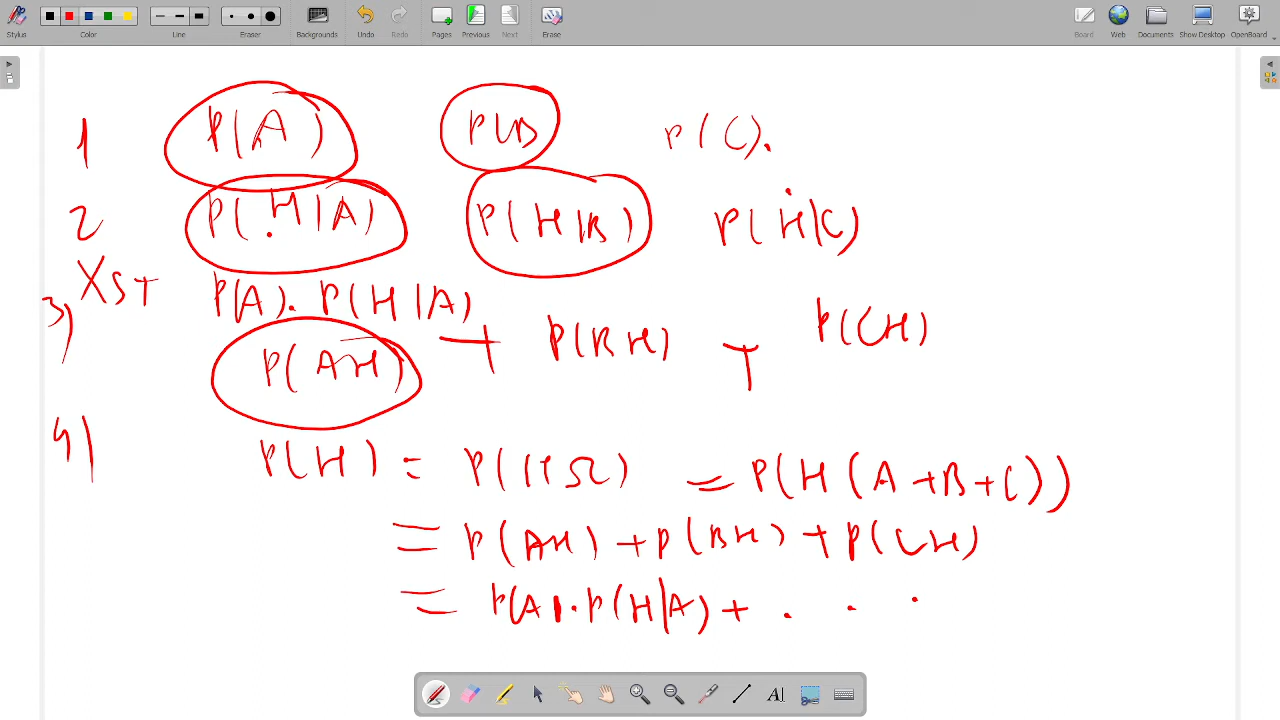 Stylus Color Line Eraser Backgrounds Undo Redo Pages Previous Next Erase Board Web Documents Show Desktop OpenBoard
1 P(A) P(B) P(C).
2 P(H|A) P(H|B) P(H|C)
XST
3) P(A). P(H|A)
P(AH) + P(BH) + P(CH)
4)
P(H) = P(HΩ) = P(H(A+B+C))
= P(AH) + P(BH) + P(CH)
= P(A).P(H|A) + . . .